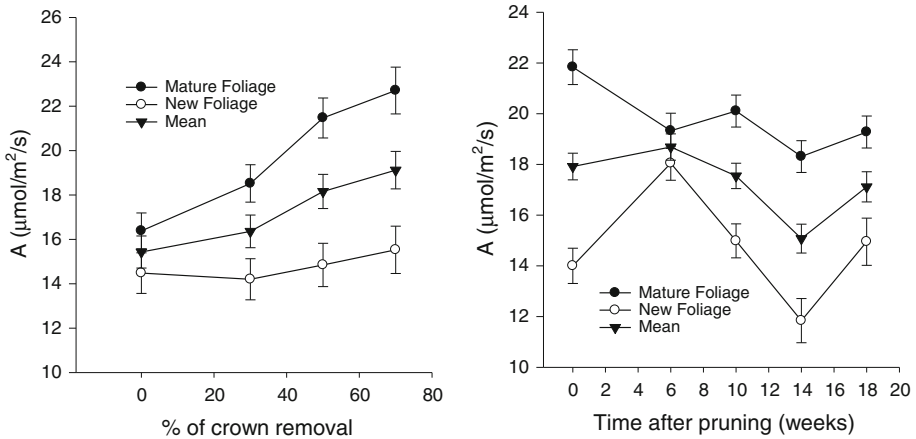 26
24
22
20
18
16
14
12
10
A (μmol/m²/s)
Mature Foliage
New Foliage
Mean
0 20 40 60 80
% of crown removal
24
22
20
18
16
14
12
10
A (μmol/m²/s)
Mature Foliage
New Foliage
Mean
0 2 4 6 8 10 12 14 16 18 20
Time after pruning (weeks)